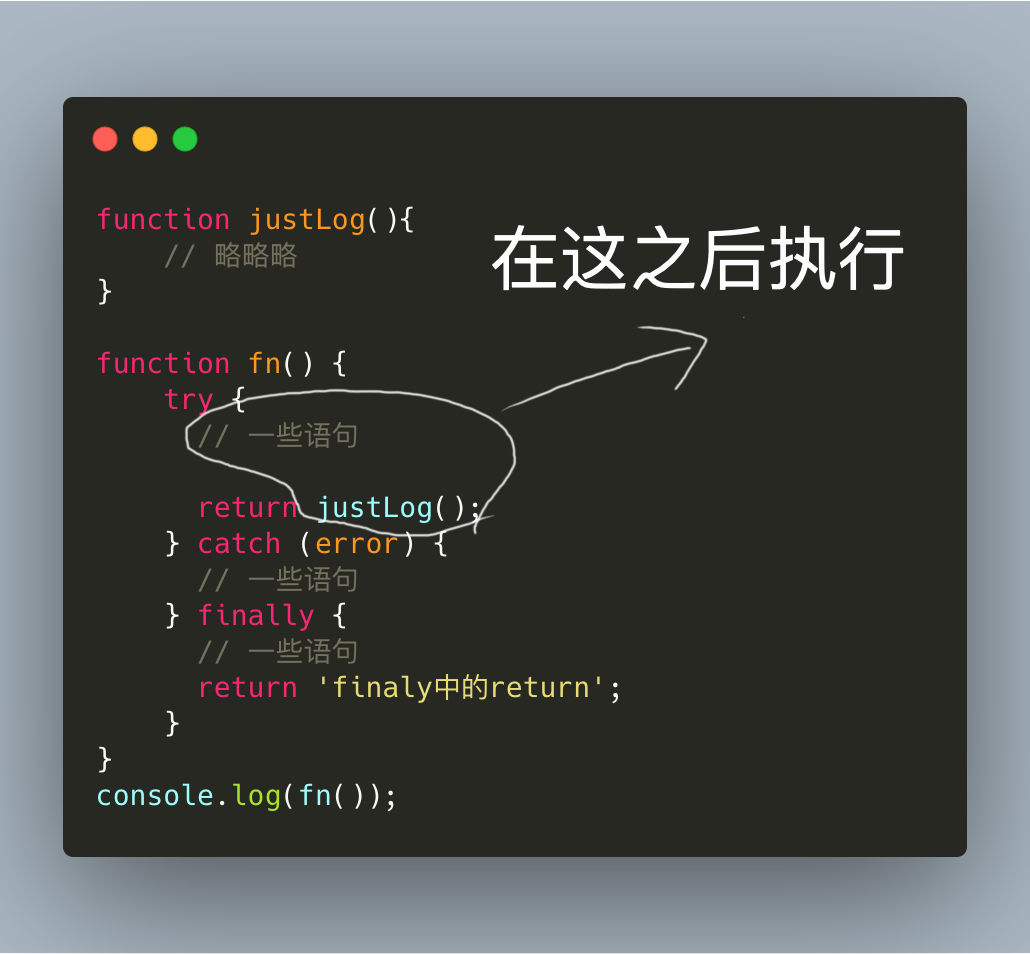 function justLog(){
    // 略略略
}
在这之后执行
function fn() {
    try {
      // 一些语句
      return justLog();
    } catch (error) {
      // 一些语句
    } finally {
      // 一些语句
      return 'finaly中的return';
    }
}
console.log(fn());